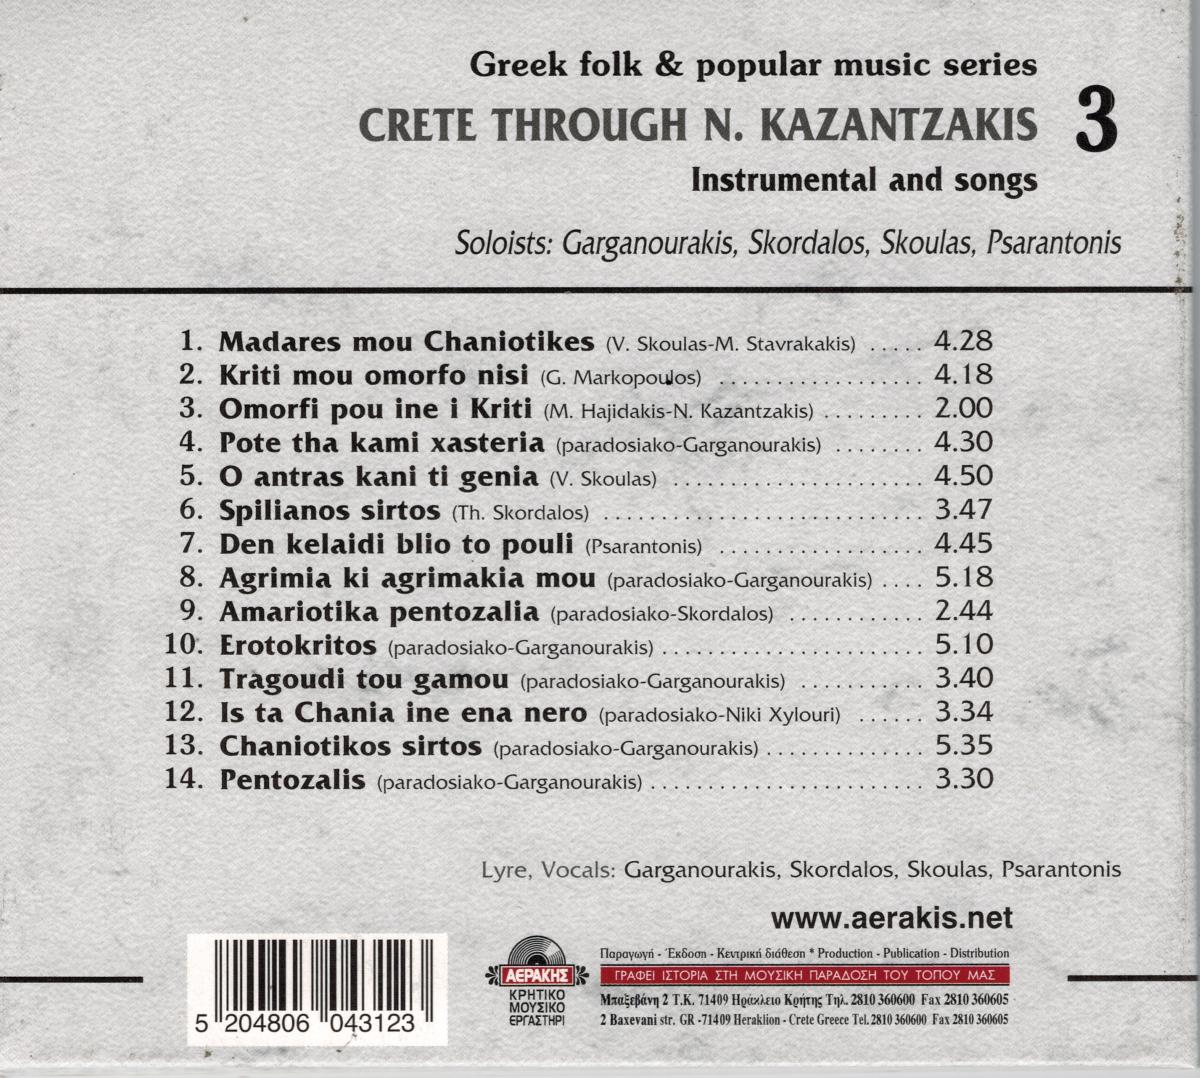 Greek folk & popular music series
CRETE THROUGH N. KAZANTZAKIS 3
Instrumental and songs
Soloists: Garganourakis, Skordalos, Skoulas, Psarantonis
1. Madares mou Chaniotikes (V. Skoulas-M. Stavrakakis) ..... 4.28
2. Kriti mou omorfo nisi (G. Markopoulos) .................. 4.18
3. Omorfi pou ine i Kriti (M. Hajidakis-N. Kazantzakis) ......... 2.00
4. Pote tha kami xasteria (paradosiako-Garganourakis) ........ 4.30
5. O antras kani ti genia (V. Skoulas) ...................... 4.50
6. Spilianos sirtos (Th. Skordalos) ............................ 3.47
7. Den kelaidi blio to pouli (Psarantonis) .................. 4.45
8. Agrimia ki agrimakia mou (paradosiako-Garganourakis) .... 5.18
9. Amariotika pentozalia (paradosiako-Skordalos) ............ 2.44
10. Erotokritos (paradosiako-Garganourakis) ....................... 5.10
11. Tragoudi tou gamou (paradosiako-Garganourakis) ........... 3.40
12. Is ta Chania ine ena nero (paradosiako-Niki Xylouri) ...... 3.34
13. Chaniotikos sirtos (paradosiako-Garganourakis) .............. 5.35
14. Pentozalis (paradosiako-Garganourakis) ........................ 3.30
Lyre, Vocals: Garganourakis, Skordalos, Skoulas, Psarantonis
www.aerakis.net
5 204806 043123
ΑΕΡΑΚΗΣ
ΚΡΗΤΙΚΟ
ΜΟΥΣΙΚΟ
ΕΡΓΑΣΤΗΡΙ
Παραγωγή - Έκδοση - Κεντρική διάθεση * Production - Publication - Distribution
ΓΡΑΦΕΙ ΙΣΤΟΡΙΑ ΣΤΗ ΜΟΥΣΙΚΗ ΠΑΡΑΔΟΣΗ ΤΟΥ ΤΟΠΟΥ ΜΑΣ
Μπαξεβάνη 2 Τ.Κ. 71409 Ηράκλειο Κρήτης Τηλ. 2810 360600 Fax 2810 360605
2 Baxevani str. GR -71409 Heraklion - Crete Greece Tel. 2810 360600 Fax 2810 360605